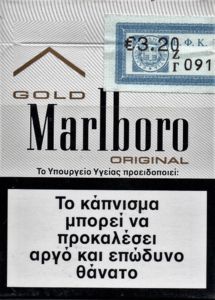 €3.20
Φ.Κ.
Σ
Γ 091
GOLD
Marlboro
ORIGINAL
Το Υπουργείο Υγείας προειδοποιεί:
Το κάπνισμα
μπορεί να
προκαλέσει
αργό και επώδυνο
θάνατο